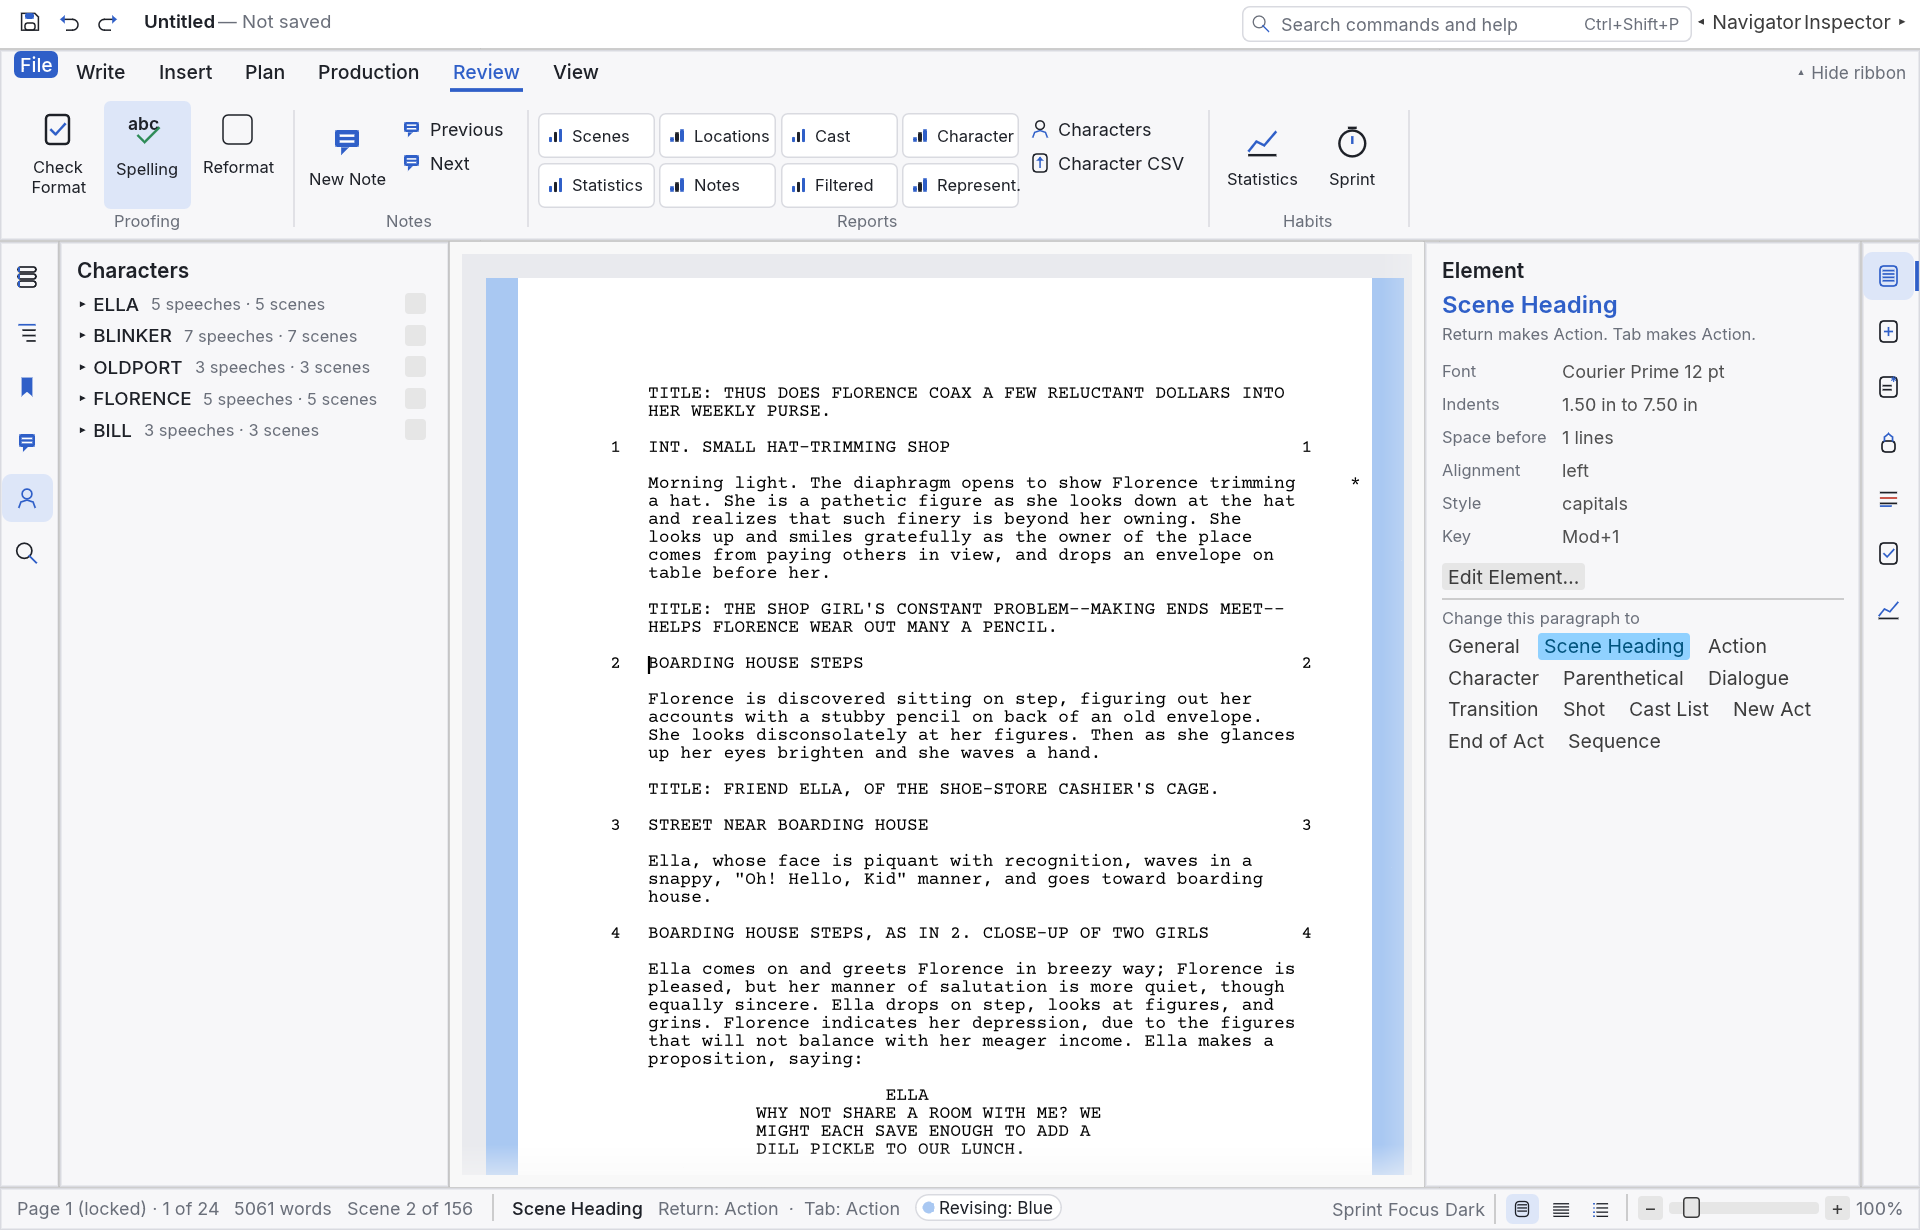 Untitled — Not saved
Search commands and help Ctrl+Shift+P
Navigator Inspector
File Write Insert Plan Production Review View Hide ribbon
Check Format
abc Spelling
Reformat
Proofing
New Note
Previous
Next
Notes
Scenes Locations Cast Character
Statistics Notes Filtered Represent.
Characters
Character CSV
Reports
Statistics Sprint
Habits
Characters
ELLA 5 speeches · 5 scenes
BLINKER 7 speeches · 7 scenes
OLDPORT 3 speeches · 3 scenes
FLORENCE 5 speeches · 5 scenes
BILL 3 speeches · 3 scenes
TITLE: THUS DOES FLORENCE COAX A FEW RELUCTANT DOLLARS INTO
HER WEEKLY PURSE.
1 INT. SMALL HAT-TRIMMING SHOP 1
Morning light. The diaphragm opens to show Florence trimming *
a hat. She is a pathetic figure as she looks down at the hat
and realizes that such finery is beyond her owning. She
looks up and smiles gratefully as the owner of the place
comes from paying others in view, and drops an envelope on
table before her.
TITLE: THE SHOP GIRL'S CONSTANT PROBLEM--MAKING ENDS MEET--
HELPS FLORENCE WEAR OUT MANY A PENCIL.
2 BOARDING HOUSE STEPS 2
Florence is discovered sitting on step, figuring out her
accounts with a stubby pencil on back of an old envelope.
She looks disconsolately at her figures. Then as she glances
up her eyes brighten and she waves a hand.
TITLE: FRIEND ELLA, OF THE SHOE-STORE CASHIER'S CAGE.
3 STREET NEAR BOARDING HOUSE 3
Ella, whose face is piquant with recognition, waves in a
snappy, "Oh! Hello, Kid" manner, and goes toward boarding
house.
4 BOARDING HOUSE STEPS, AS IN 2. CLOSE-UP OF TWO GIRLS 4
Ella comes on and greets Florence in breezy way; Florence is
pleased, but her manner of salutation is more quiet, though
equally sincere. Ella drops on step, looks at figures, and
grins. Florence indicates her depression, due to the figures
that will not balance with her meager income. Ella makes a
proposition, saying:
ELLA
WHY NOT SHARE A ROOM WITH ME? WE
MIGHT EACH SAVE ENOUGH TO ADD A
DILL PICKLE TO OUR LUNCH.
Element
Scene Heading
Return makes Action. Tab makes Action.
Font Courier Prime 12 pt
Indents 1.50 in to 7.50 in
Space before 1 lines
Alignment left
Style capitals
Key Mod+1
Edit Element...
Change this paragraph to
General Scene Heading Action
Character Parenthetical Dialogue
Transition Shot Cast List New Act
End of Act Sequence
Page 1 (locked) · 1 of 24 5061 words Scene 2 of 156 Scene Heading Return: Action · Tab: Action Revising: Blue Sprint Focus Dark − + 100%